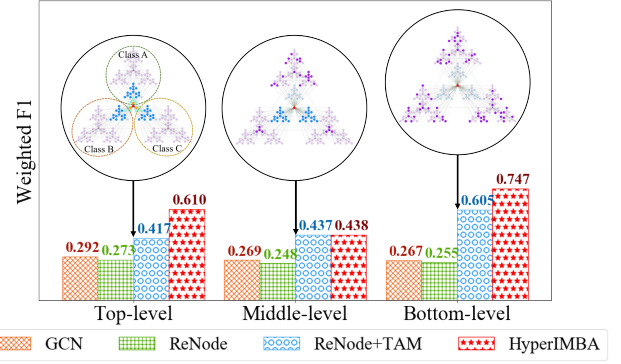 Weighted F1
Class A
Class B
Class C
0.292
0.273
0.417
0.610
0.269
0.248
0.437
0.438
0.267
0.255
0.605
0.747
Top-level
Middle-level
Bottom-level
GCN
ReNode
ReNode+TAM
HyperIMBA